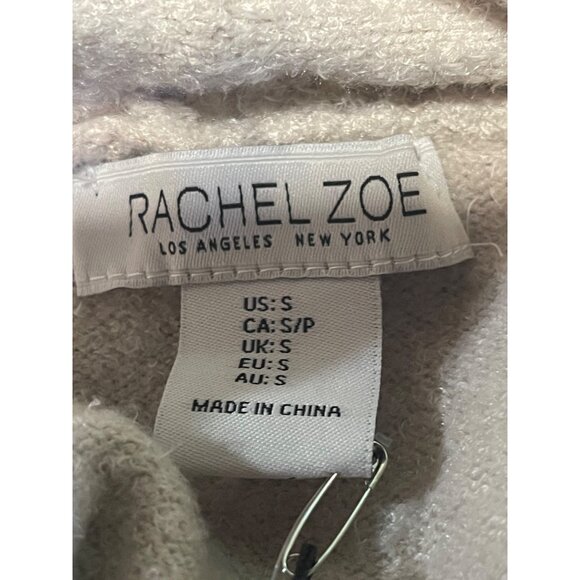 RACHEL ZOE
LOS ANGELES NEW YORK
US: S
CA: S/P
UK: S
EU: S
AU: S
MADE IN CHINA